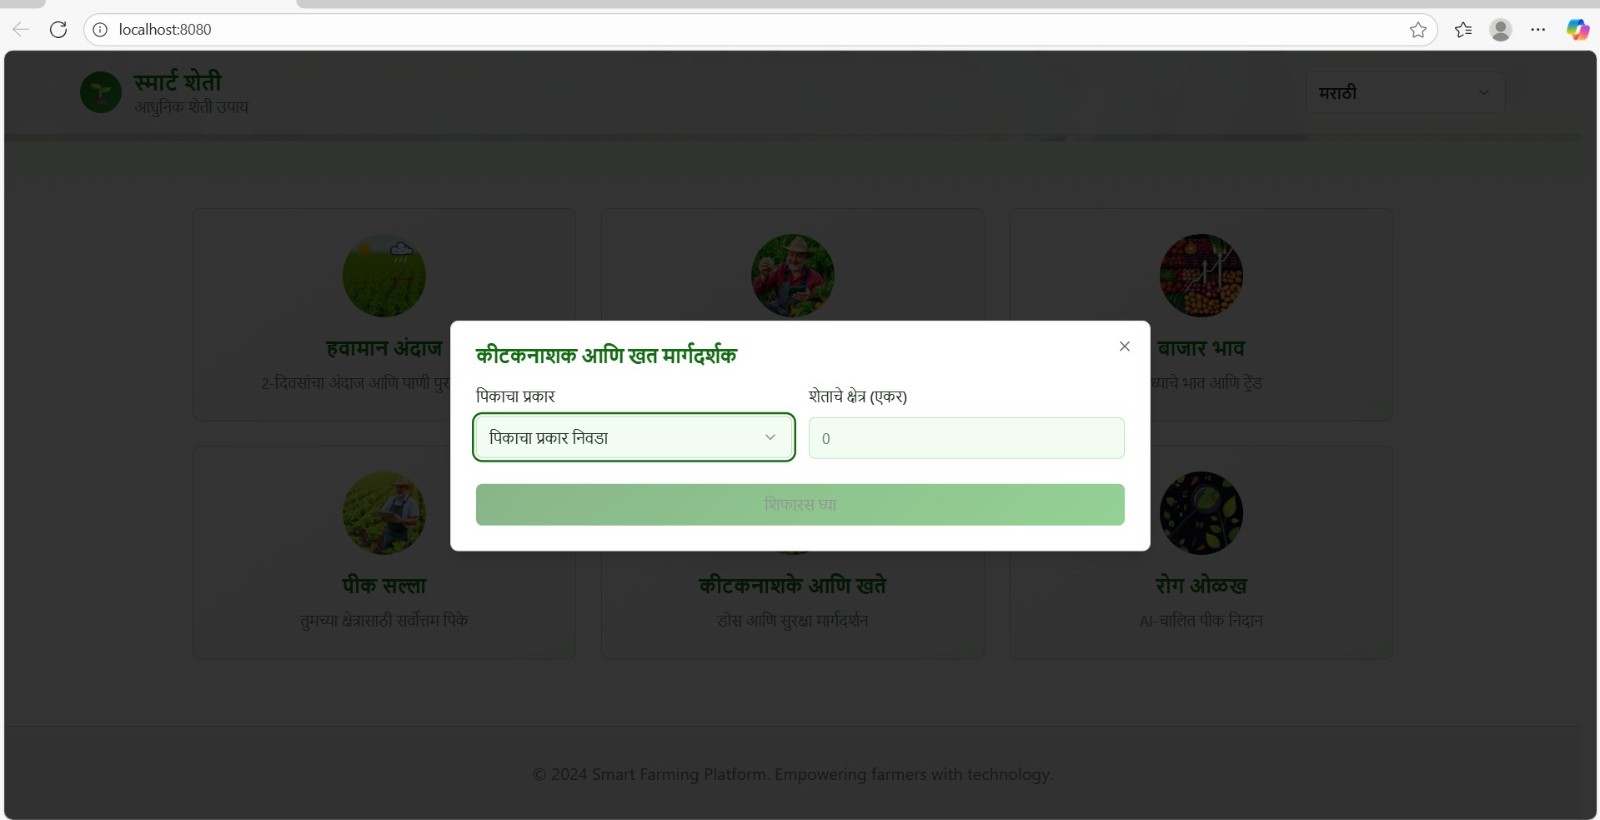 localhost:8080
स्मार्ट शेती
आधुनिक शेती उपाय
मराठी
हवामान अंदाज
2-दिवसांचा अंदाज आणि पाणी
बाजार भाव
भाव आणि ट्रेंड
कीटकनाशक आणि खत मार्गदर्शक
पिकाचा प्रकार
शेताचे क्षेत्र (एकर)
पिकाचा प्रकार निवडा
0
शिफारस घ्या
पीक सल्ला
तुमच्या क्षेत्रासाठी सर्वोत्तम पिके
कीटकनाशके आणि खते
डोस आणि सुरक्षा मार्गदर्शन
रोग ओळख
AI-चालित पीक निदान
© 2024 Smart Farming Platform. Empowering farmers with technology.